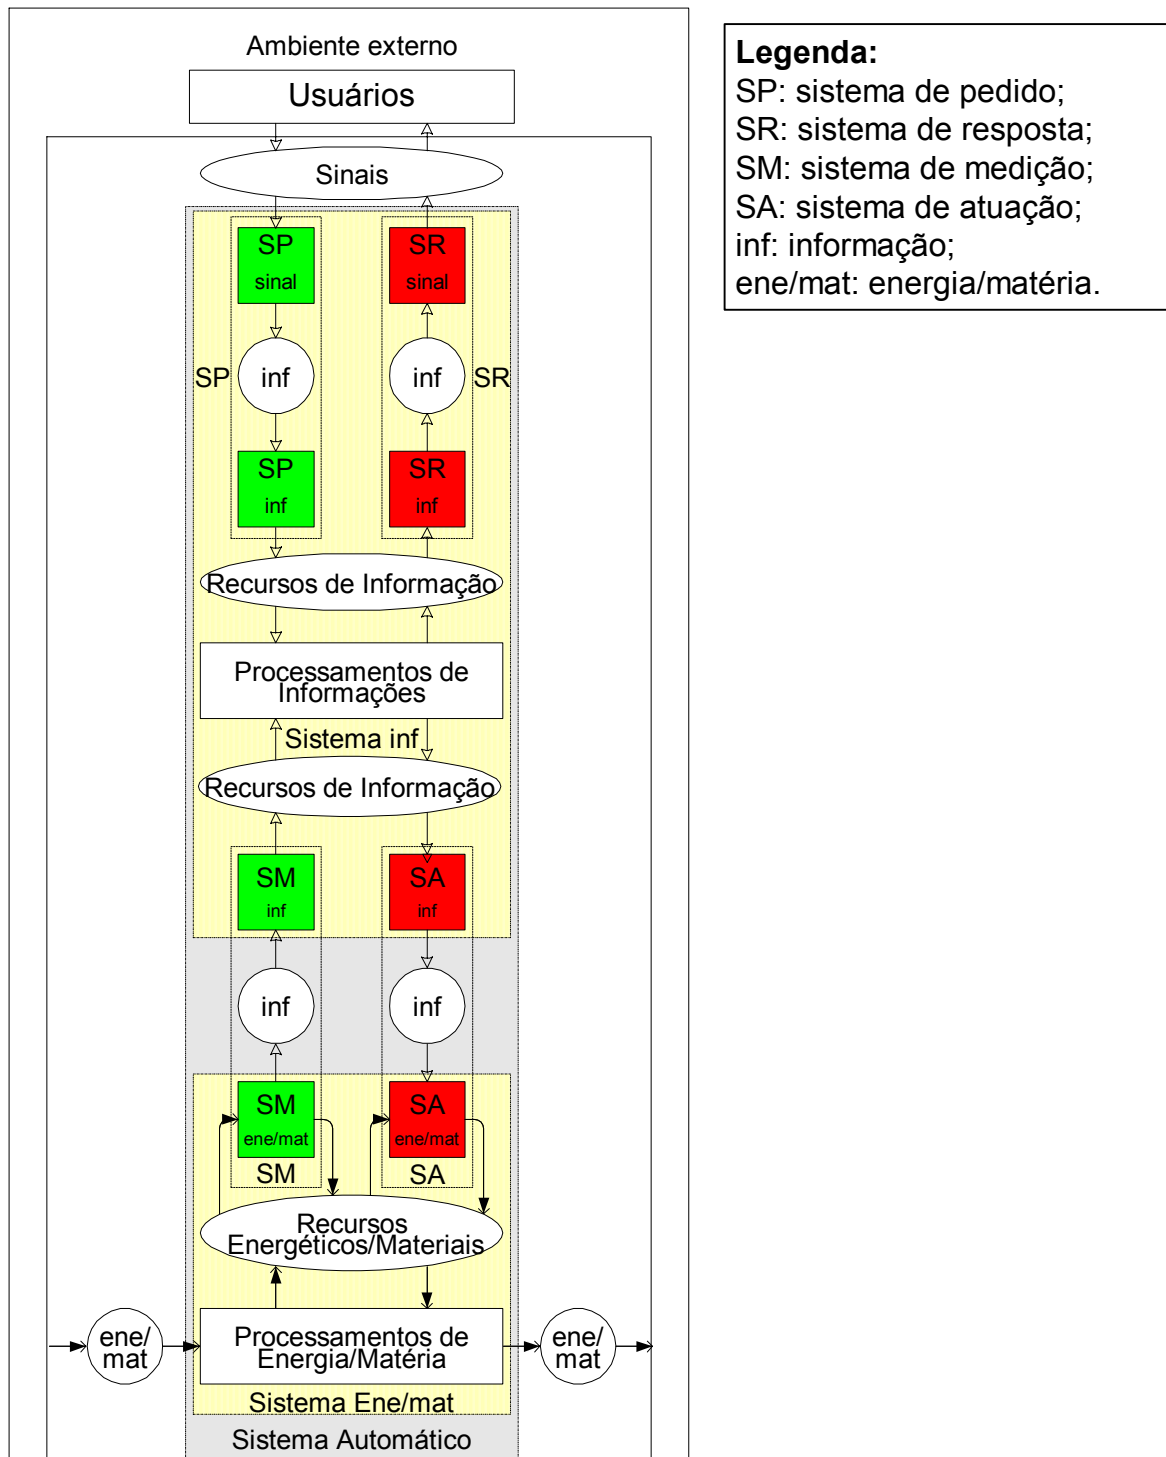 Ambiente externo
Usuários
Sinais
SP
sinal
SR
sinal
SP
inf
inf
SR
SP
inf
SR
inf
Recursos de Informação
Processamentos de
Informações
Sistema inf
Recursos de Informação
SM
inf
SA
inf
inf
inf
SM
ene/mat
SA
ene/mat
SM
SA
Recursos
Energéticos/Materiais
ene/
mat
Processamentos de
Energia/Matéria
ene/
mat
Sistema Ene/mat
Sistema Automático
Legenda:
SP: sistema de pedido;
SR: sistema de resposta;
SM: sistema de medição;
SA: sistema de atuação;
inf: informação;
ene/mat: energia/matéria.